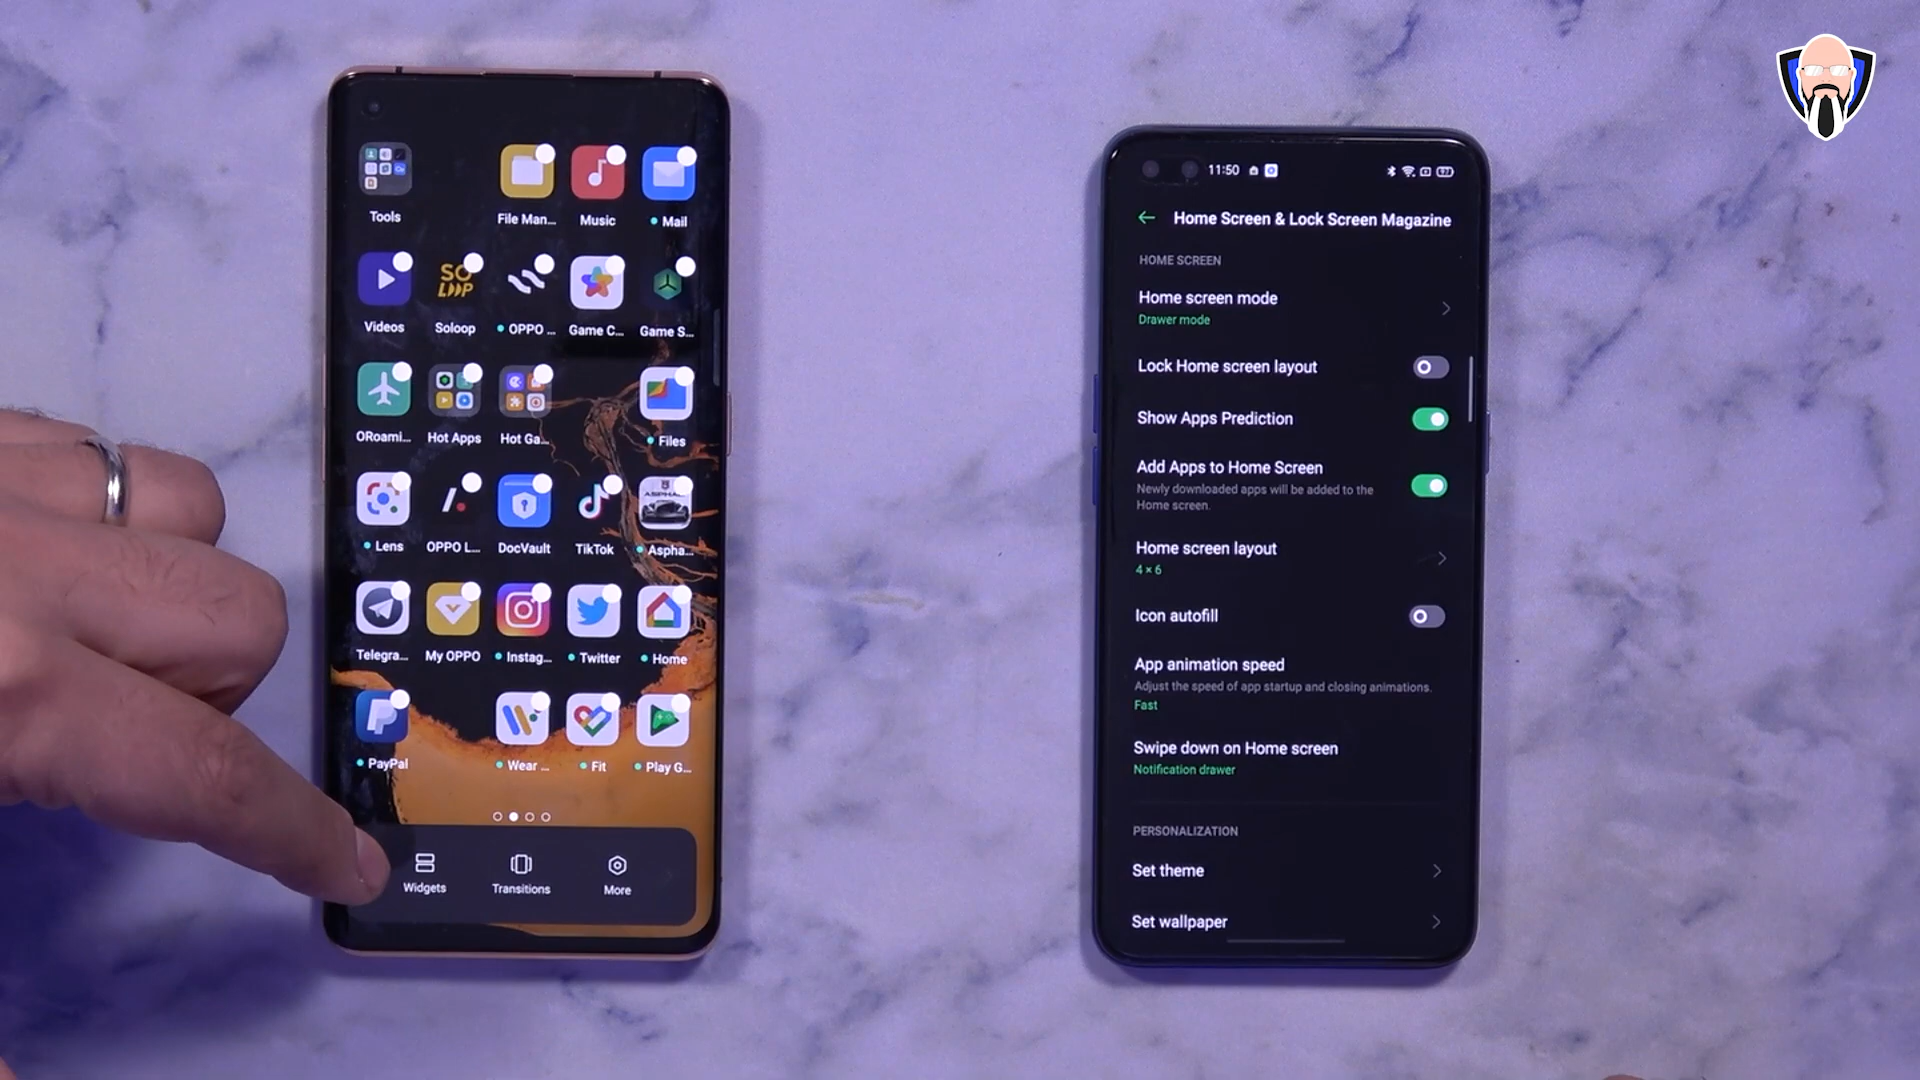 Tools
File Man...
Music
Mail
SO
LOOP
Videos
Soloop
OPPO ...
Game C...
Game S...
ORoami...
Hot Apps
Hot Ga...
Files
ASPHALT
Lens
OPPO L...
DocVault
TikTok
Aspha...
Telegra...
My OPPO
Instag...
Twitter
Home
PayPal
Wear ...
Fit
Play G...
Widgets
Transitions
More
11:50
Home Screen & Lock Screen Magazine
HOME SCREEN
Home screen mode
Drawer mode
Lock Home screen layout
Show Apps Prediction
Add Apps to Home Screen
Newly downloaded apps will be added to the
Home screen.
Home screen layout
4 × 6
Icon autofill
App animation speed
Adjust the speed of app startup and closing animations.
Fast
Swipe down on Home screen
Notification drawer
PERSONALIZATION
Set theme
Set wallpaper